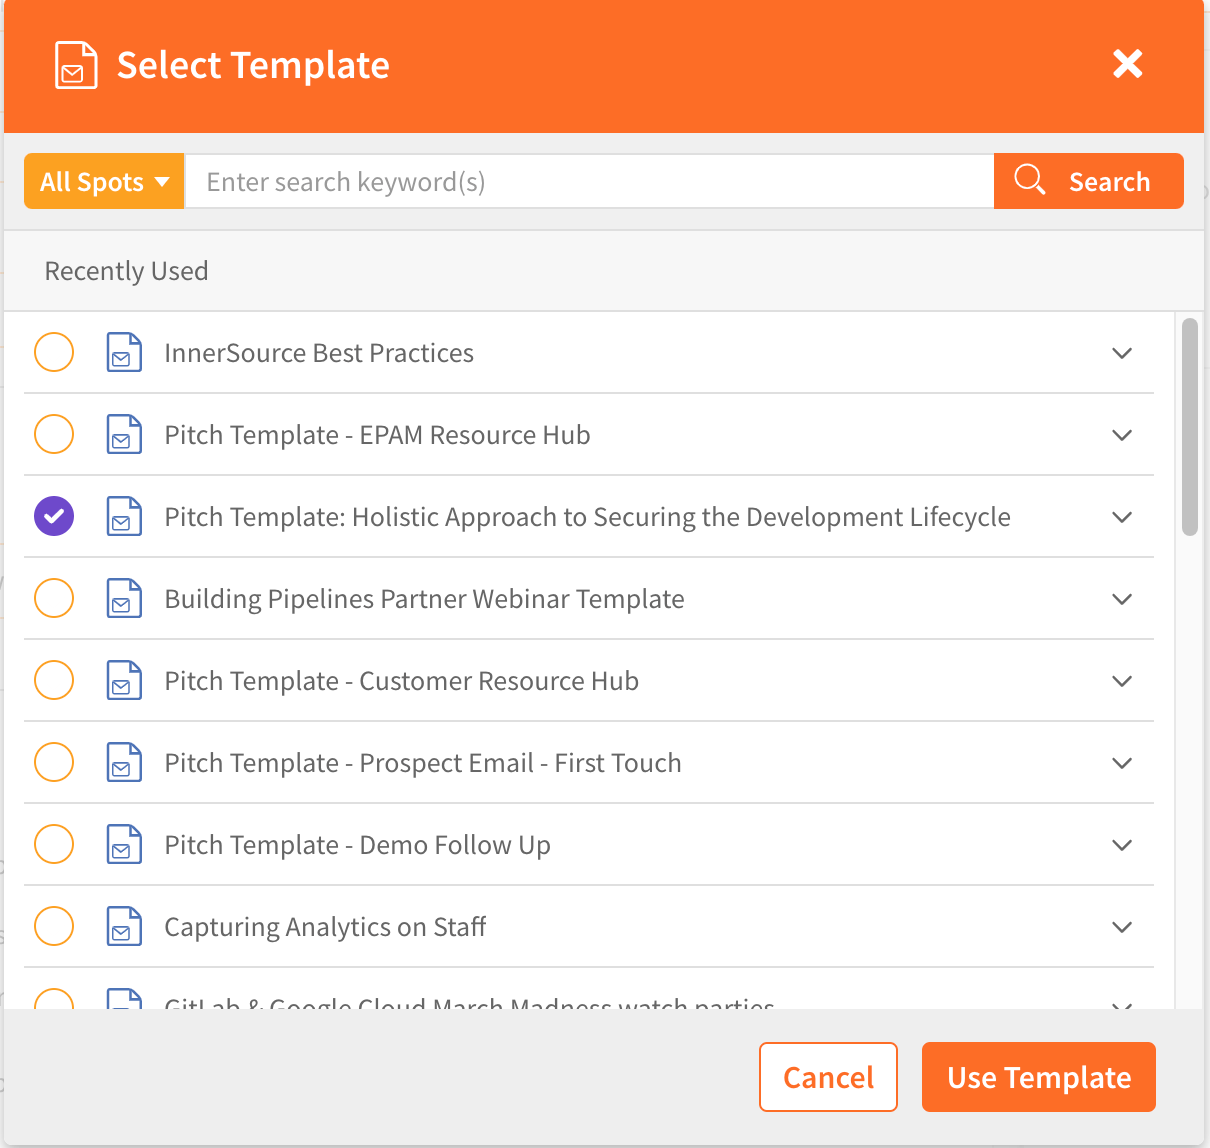 Select Template
All Spots
Enter search keyword(s)
Search
Recently Used
InnerSource Best Practices
Pitch Template - EPAM Resource Hub
Pitch Template: Holistic Approach to Securing the Development Lifecycle
Building Pipelines Partner Webinar Template
Pitch Template - Customer Resource Hub
Pitch Template - Prospect Email - First Touch
Pitch Template - Demo Follow Up
Capturing Analytics on Staff
GitLab & Google Cloud March Madness watch parties
Cancel
Use Template